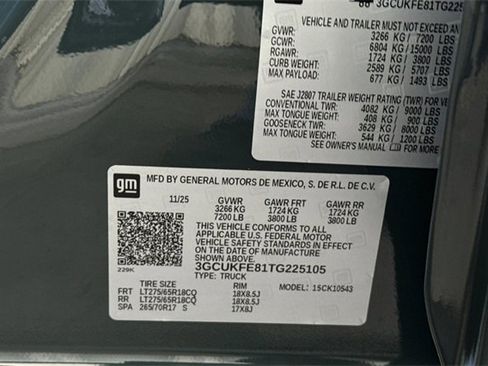 3GCUKFE81TG225
VEHICLE AND TRAILER MUST NOT EXCEED AN
GVWR: 3266 KG / 7200 LBS
GCWR: 6804 KG / 15000 LBS
RGAWR: 1724 KG / 3800 LBS
CURB WEIGHT: 2589 KG / 5707 LBS
MAX PAYLOAD: 677 KG / 1493 LBS
SAE J2807 TRAILER WEIGHT RATING (TWR) FOR VE
CONVENTIONAL TWR: 4082 KG / 9000 LBS
MAX TONGUE WEIGHT: 408 KG / 900 LBS
GOOSENECK TWR: 3629 KG / 8000 LBS
MAX TONGUE WEIGHT: 544 KG / 1200 LBS
SEE OWNER'S MANUAL FOR
gm
MFD BY GENERAL MOTORS DE MEXICO, S. DE R.L. DE C.V.
11/25 GVWR GAWR FRT GAWR RR
3266 KG 1724 KG 1724 KG
7200 LB 3800 LB 3800 LB
THIS VEHICLE CONFORMS TO ALL
APPLICABLE U.S. FEDERAL MOTOR
VEHICLE SAFETY STANDARDS IN EFFECT
ON THE DATE OF MANUFACTURE
SHOWN ABOVE.
229K
3GCUKFE81TG225105
TYPE: TRUCK
TIRE SIZE RIM MODEL: 15CK10543
FRT LT275/65R18CQ 18X8.5J
RR LT275/65R18CQ 18X8.5J
SPA 265/70R17 S 17X8J